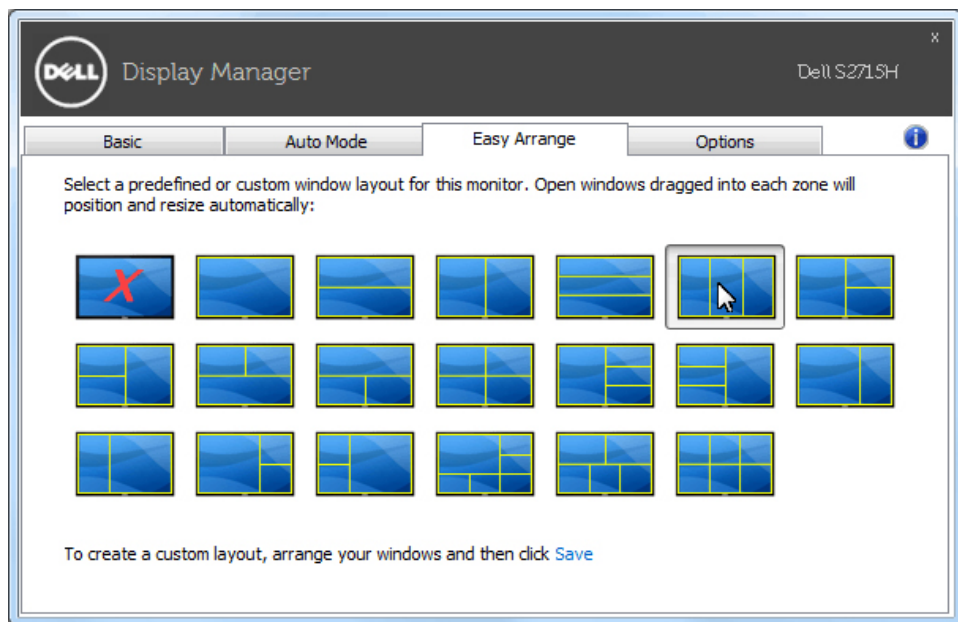 x
DELL Display Manager
Dell S2715H
Basic
Auto Mode
Easy Arrange
Options
i
Select a predefined or custom window layout for this monitor. Open windows dragged into each zone will
position and resize automatically:
X
To create a custom layout, arrange your windows and then click Save